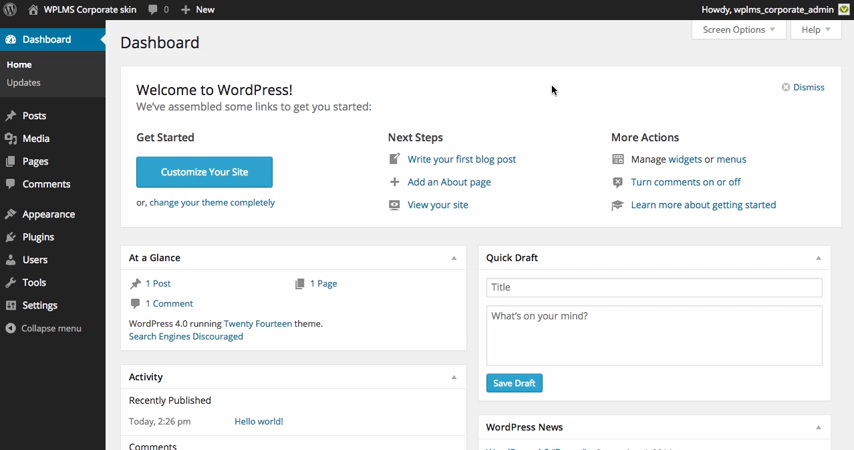 WPLMS Corporate skin 0 New Howdy, wplms_corporate_admin
Screen Options Help
Dashboard
Home
Updates
Posts
Media
Pages
Comments
Appearance
Plugins
Users
Tools
Settings
Collapse menu
Dashboard
Welcome to WordPress!
We've assembled some links to get you started:
Dismiss
Get Started
Customize Your Site
or, change your theme completely
Next Steps
Write your first blog post
Add an About page
View your site
More Actions
Manage widgets or menus
Turn comments on or off
Learn more about getting started
At a Glance
1 Post 1 Page
1 Comment
WordPress 4.0 running Twenty Fourteen theme.
Search Engines Discouraged
Activity
Recently Published
Today, 2:26 pm Hello world!
Comments
Quick Draft
Title
What's on your mind?
Save Draft
WordPress News